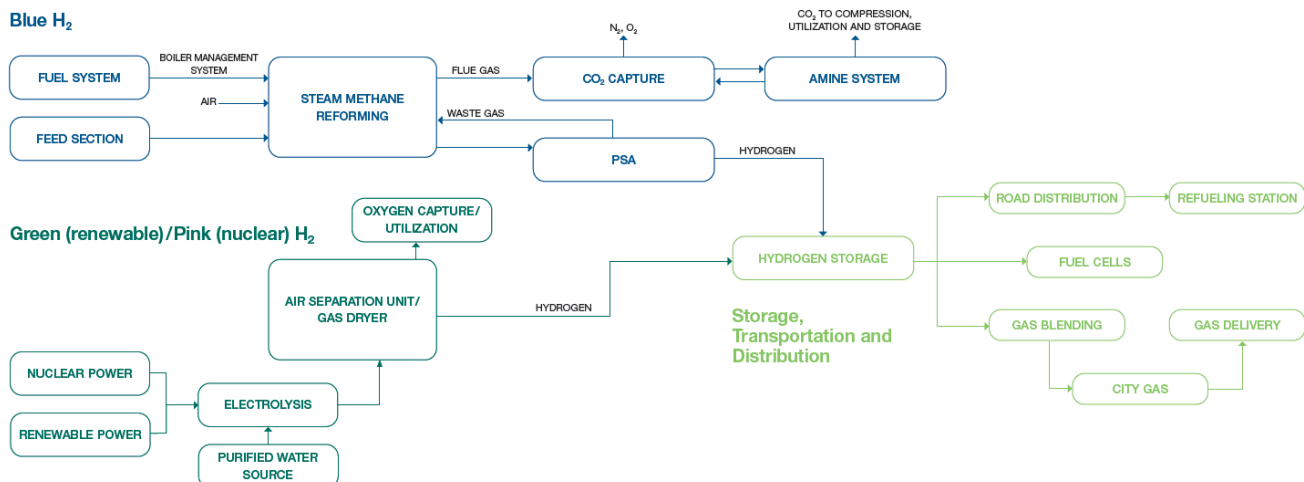 Blue H₂
CO₂ TO COMPRESSION,
UTILIZATION AND STORAGE
N₂, O₂
BOILER MANAGEMENT
SYSTEM
FUEL SYSTEM
AIR
FEED SECTION
STEAM METHANE
REFORMING
FLUE GAS
CO₂ CAPTURE
AMINE SYSTEM
WASTE GAS
PSA
HYDROGEN
Green (renewable)/Pink (nuclear) H₂
OXYGEN CAPTURE/
UTILIZATION
AIR SEPARATION UNIT/
GAS DRYER
HYDROGEN
NUCLEAR POWER
RENEWABLE POWER
ELECTROLYSIS
PURIFIED WATER
SOURCE
HYDROGEN STORAGE
Storage,
Transportation and
Distribution
ROAD DISTRIBUTION
REFUELING STATION
FUEL CELLS
GAS BLENDING
GAS DELIVERY
CITY GAS